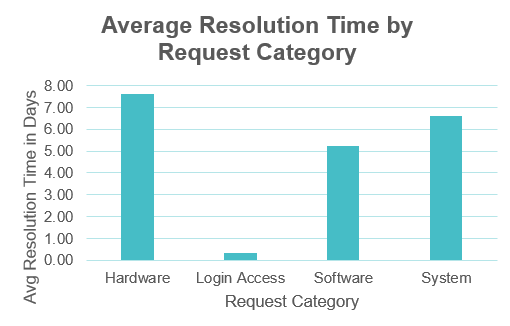 Average Resolution Time by
Request Category
Avg Resolution Time in Days
8.00
7.00
6.00
5.00
4.00
3.00
2.00
1.00
0.00
Hardware Login Access Software System
Request Category